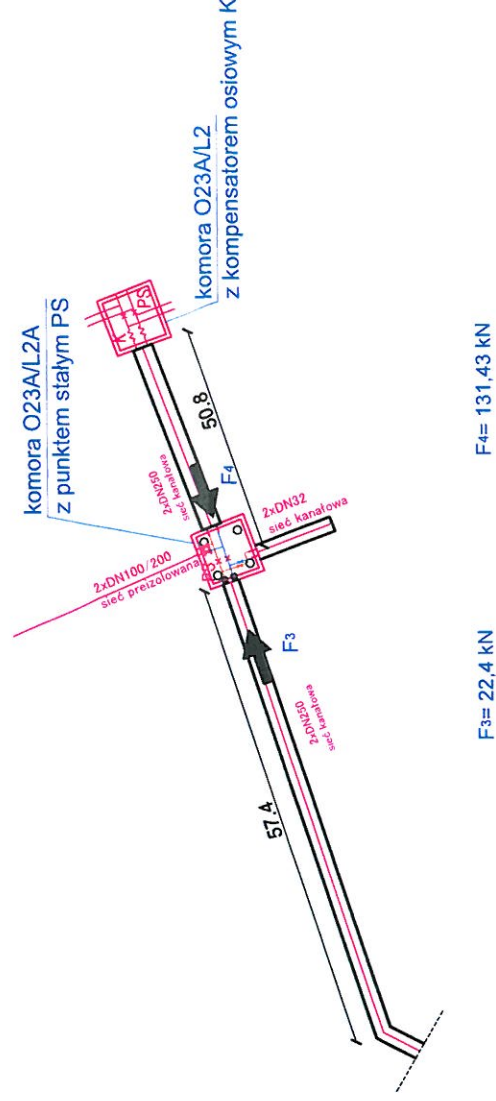 komora O23A/L2A
z punktem stałym PS
komora O23A/L2
z kompensatorem osiowym K
PS
K
50.8
2xDN250
sieć kanałowa
F4
2xDN100/200
sieć preizolowana
2xDN32
sieć kanałowa
F3
2xDN250
sieć kanałowa
57.4
F3= 22,4 kN
F4= 131,43 kN